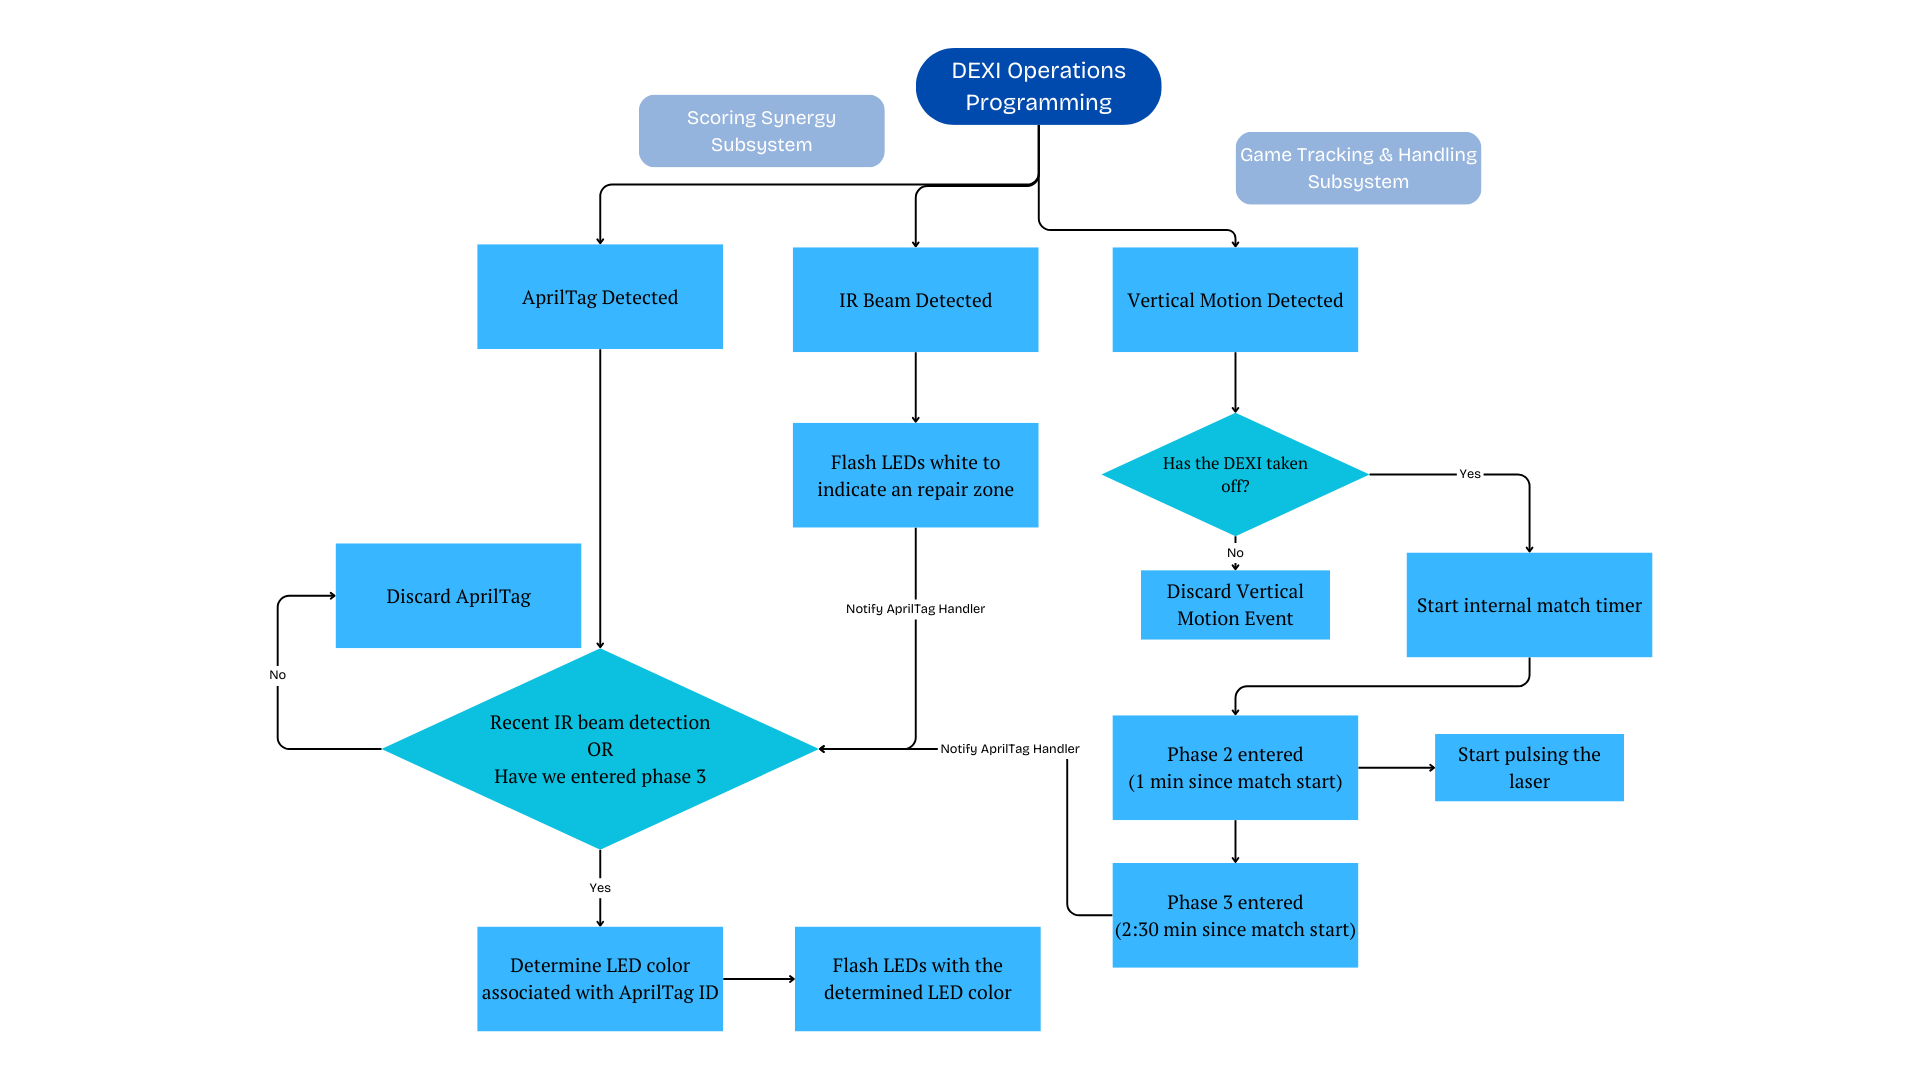 DEXI Operations
Programming
Scoring Synergy
Subsystem
Game Tracking & Handling
Subsystem
AprilTag Detected
IR Beam Detected
Vertical Motion Detected
Flash LEDs white to
indicate an repair zone
Has the DEXI taken
off?
Yes
No
Discard AprilTag
Notify AprilTag Handler
Discard Vertical
Motion Event
Start internal match timer
No
Recent IR beam detection
OR
Have we entered phase 3
Notify AprilTag Handler
Phase 2 entered
(1 min since match start)
Start pulsing the
laser
Yes
Phase 3 entered
(2:30 min since match start)
Determine LED color
associated with AprilTag ID
Flash LEDs with the
determined LED color